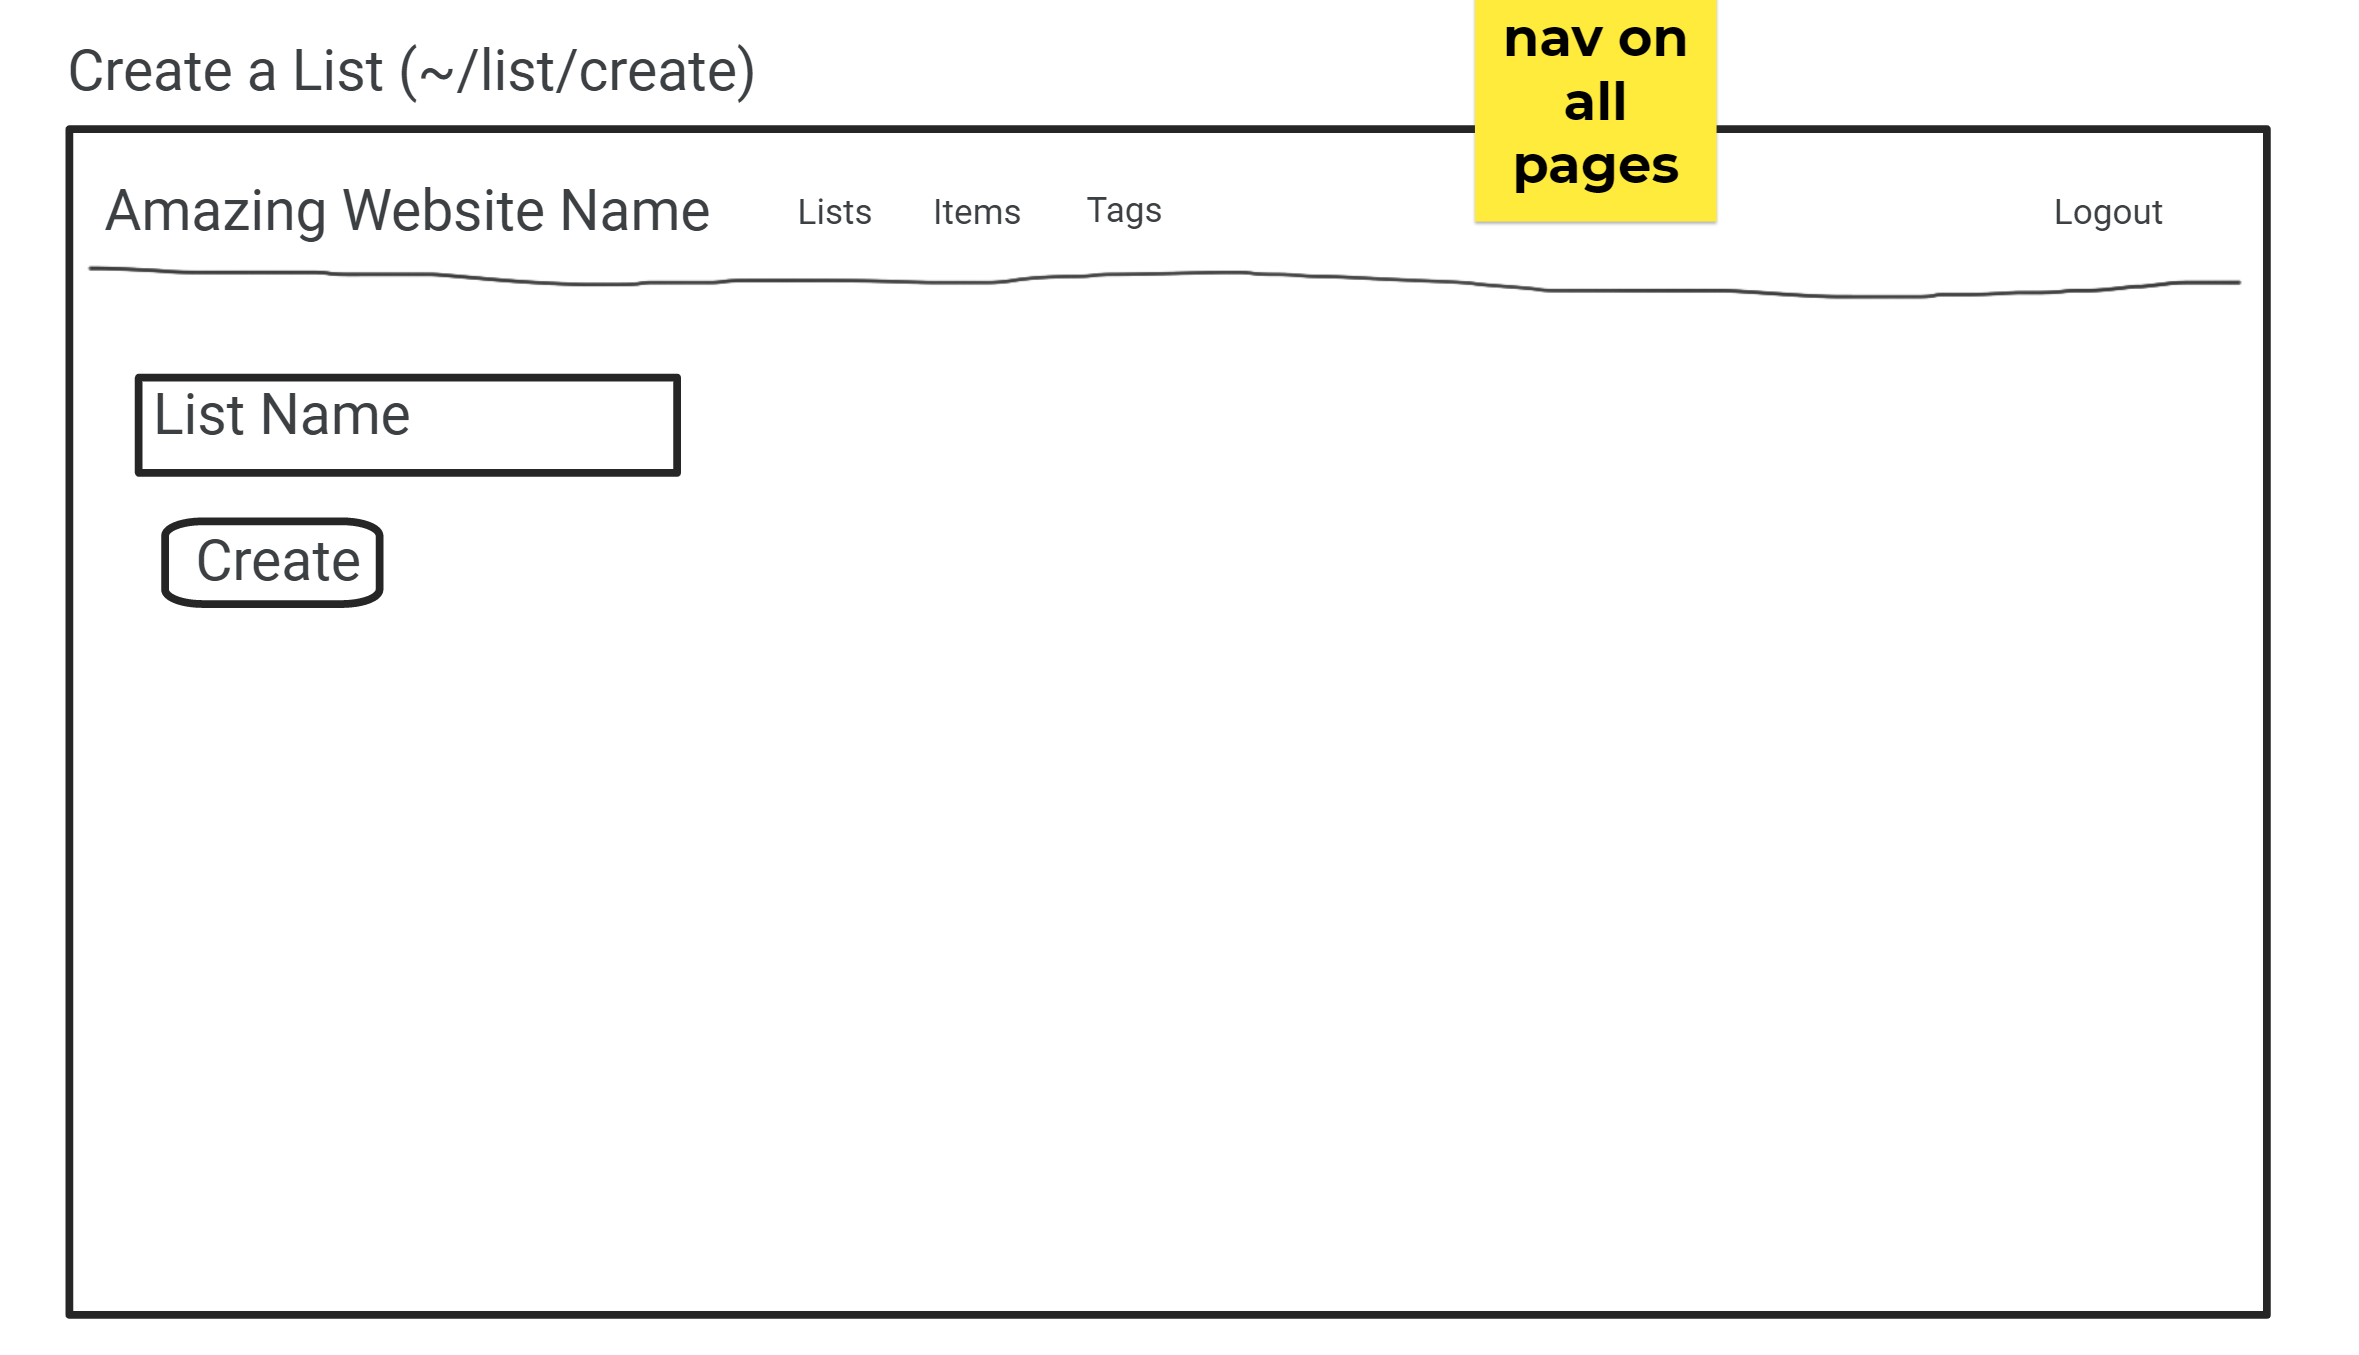 nav on
all
pages
Create a List (~/list/create)
Amazing Website Name
Lists
Items
Tags
Logout
List Name
Create